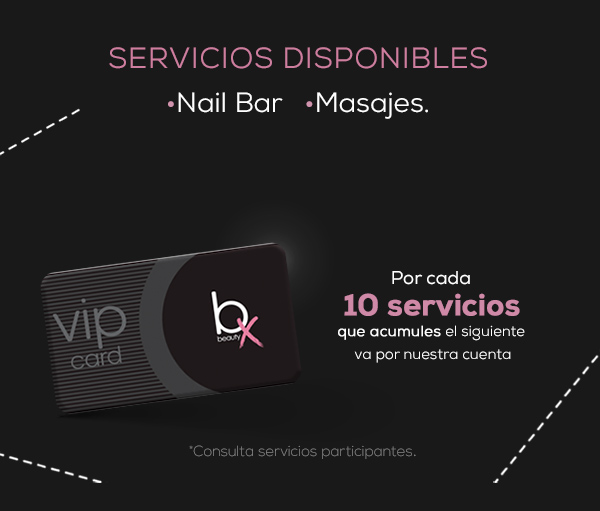 SERVICIOS DISPONIBLES
•Nail Bar •Masajes.
vip
card
bx
beauty
Por cada
10 servicios
que acumules el siguiente
va por nuestra cuenta
*Consulta servicios participantes.